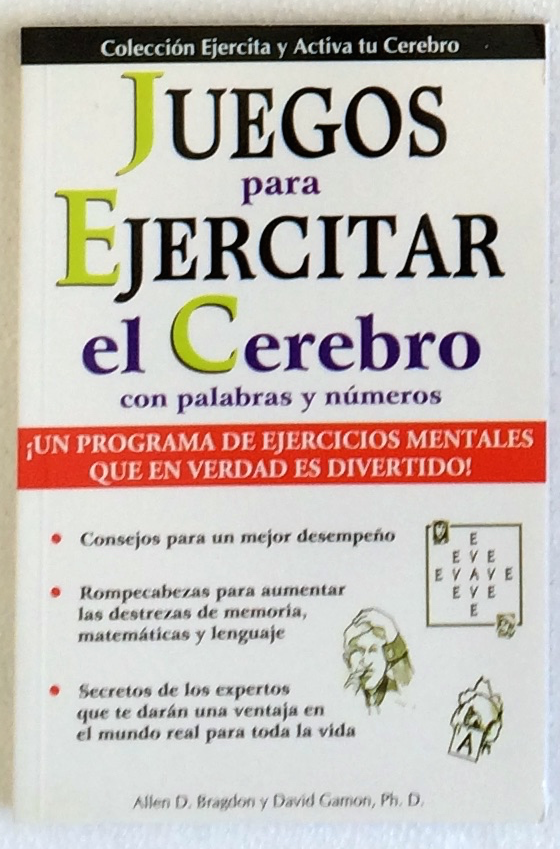 Colección Ejercita y Activa tu Cerebro
JUEGOS
para
EJERCITAR
el Cerebro
con palabras y números
¡UN PROGRAMA DE EJERCICIOS MENTALES
QUE EN VERDAD ES DIVERTIDO!
• Consejos para un mejor desempeño
• Rompecabezas para aumentar
las destrezas de memoria,
matemáticas y lenguaje
• Secretos de los expertos
que te darán una ventaja en
el mundo real para toda la vida
E
E V E
E V A V E
E V E
E
A
Allen D. Bragdon y David Gamon, Ph. D.